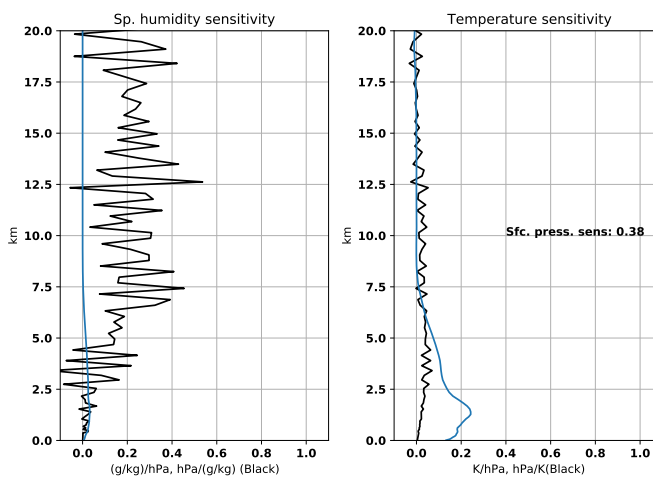 Sp. humidity sensitivity
20.0
17.5
15.0
12.5
10.0
7.5
5.0
2.5
0.0
km
0.0 0.2 0.4 0.6 0.8 1.0
(g/kg)/hPa, hPa/(g/kg) (Black)
Temperature sensitivity
20.0
17.5
15.0
12.5
10.0
7.5
5.0
2.5
0.0
km
Sfc. press. sens: 0.38
0.0 0.2 0.4 0.6 0.8 1.0
K/hPa, hPa/K(Black)